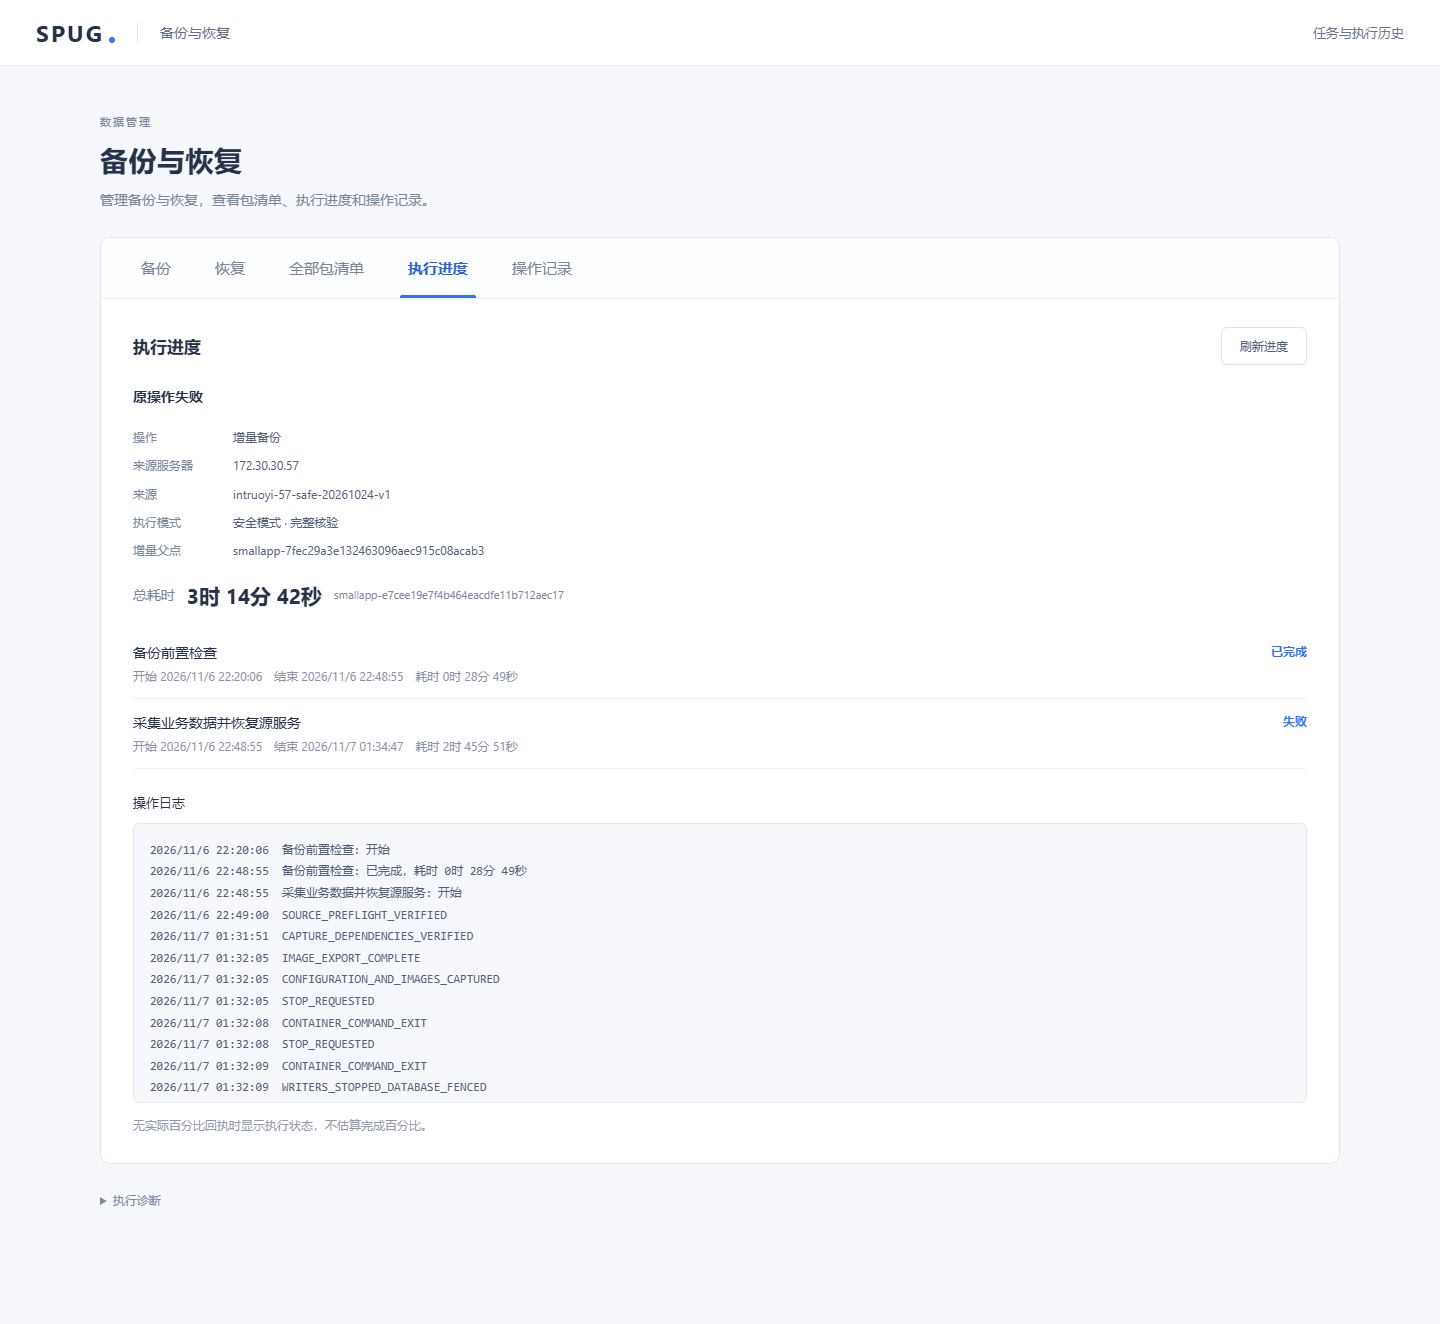 SPUG.
备份与恢复
任务与执行历史
数据管理
备份与恢复
管理备份与恢复，查看包清单、执行进度和操作记录。
备份 恢复 全部包清单 执行进度 操作记录
执行进度
刷新进度
原操作失败
操作 增量备份
来源服务器 172.30.30.57
来源 intruoyi-57-safe-20261024-v1
执行模式 安全模式 · 完整核验
增量父点 smallapp-7fec29a3e132463096aec915c08acab3
总耗时 3时 14分 42秒 smallapp-e7cee19e7f4b464eacdfe11b712aec17
备份前置检查 已完成
开始 2026/11/6 22:20:06 结束 2026/11/6 22:48:55 耗时 0时 28分 49秒
采集业务数据并恢复源服务 失败
开始 2026/11/6 22:48:55 结束 2026/11/7 01:34:47 耗时 2时 45分 51秒
操作日志
2026/11/6 22:20:06 备份前置检查: 开始
2026/11/6 22:48:55 备份前置检查: 已完成，耗时 0时 28分 49秒
2026/11/6 22:48:55 采集业务数据并恢复源服务: 开始
2026/11/6 22:49:00 SOURCE_PREFLIGHT_VERIFIED
2026/11/7 01:31:51 CAPTURE_DEPENDENCIES_VERIFIED
2026/11/7 01:32:05 IMAGE_EXPORT_COMPLETE
2026/11/7 01:32:05 CONFIGURATION_AND_IMAGES_CAPTURED
2026/11/7 01:32:05 STOP_REQUESTED
2026/11/7 01:32:08 CONTAINER_COMMAND_EXIT
2026/11/7 01:32:08 STOP_REQUESTED
2026/11/7 01:32:09 CONTAINER_COMMAND_EXIT
2026/11/7 01:32:09 WRITERS_STOPPED_DATABASE_FENCED
无实际百分比回执时显示执行状态，不估算完成百分比。
执行诊断